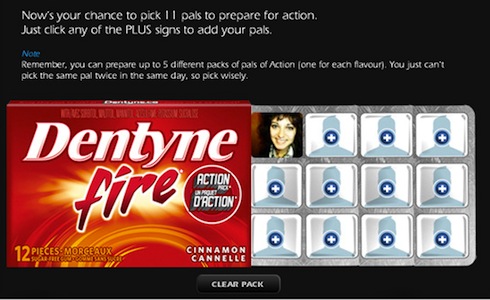 Now's your chance to pick 11 pals to prepare for action.
Just click any of the PLUS signs to add your pals.
Note
Remember, you can prepare up to 5 different packs of pals of Action (one for each flavour). You just can't
pick the same pal twice in the same day, so pick wisely.
Dentyne
fire
ACTION
PACK*
UN PAQUET
D'ACTION*
12 PIECES·MORCEAUX
SUGAR-FREE GUM · GOMME SANS SUCRE
CINNAMON
CANNELLE
CLEAR PACK